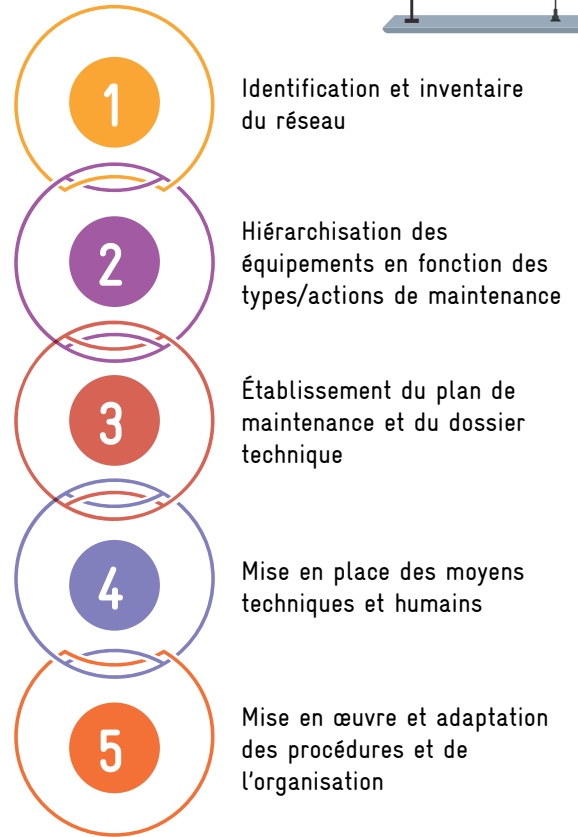 1
Identification et inventaire
du réseau
2
Hiérarchisation des
équipements en fonction des
types/actions de maintenance
3
Établissement du plan de
maintenance et du dossier
technique
4
Mise en place des moyens
techniques et humains
5
Mise en œuvre et adaptation
des procédures et de
l'organisation